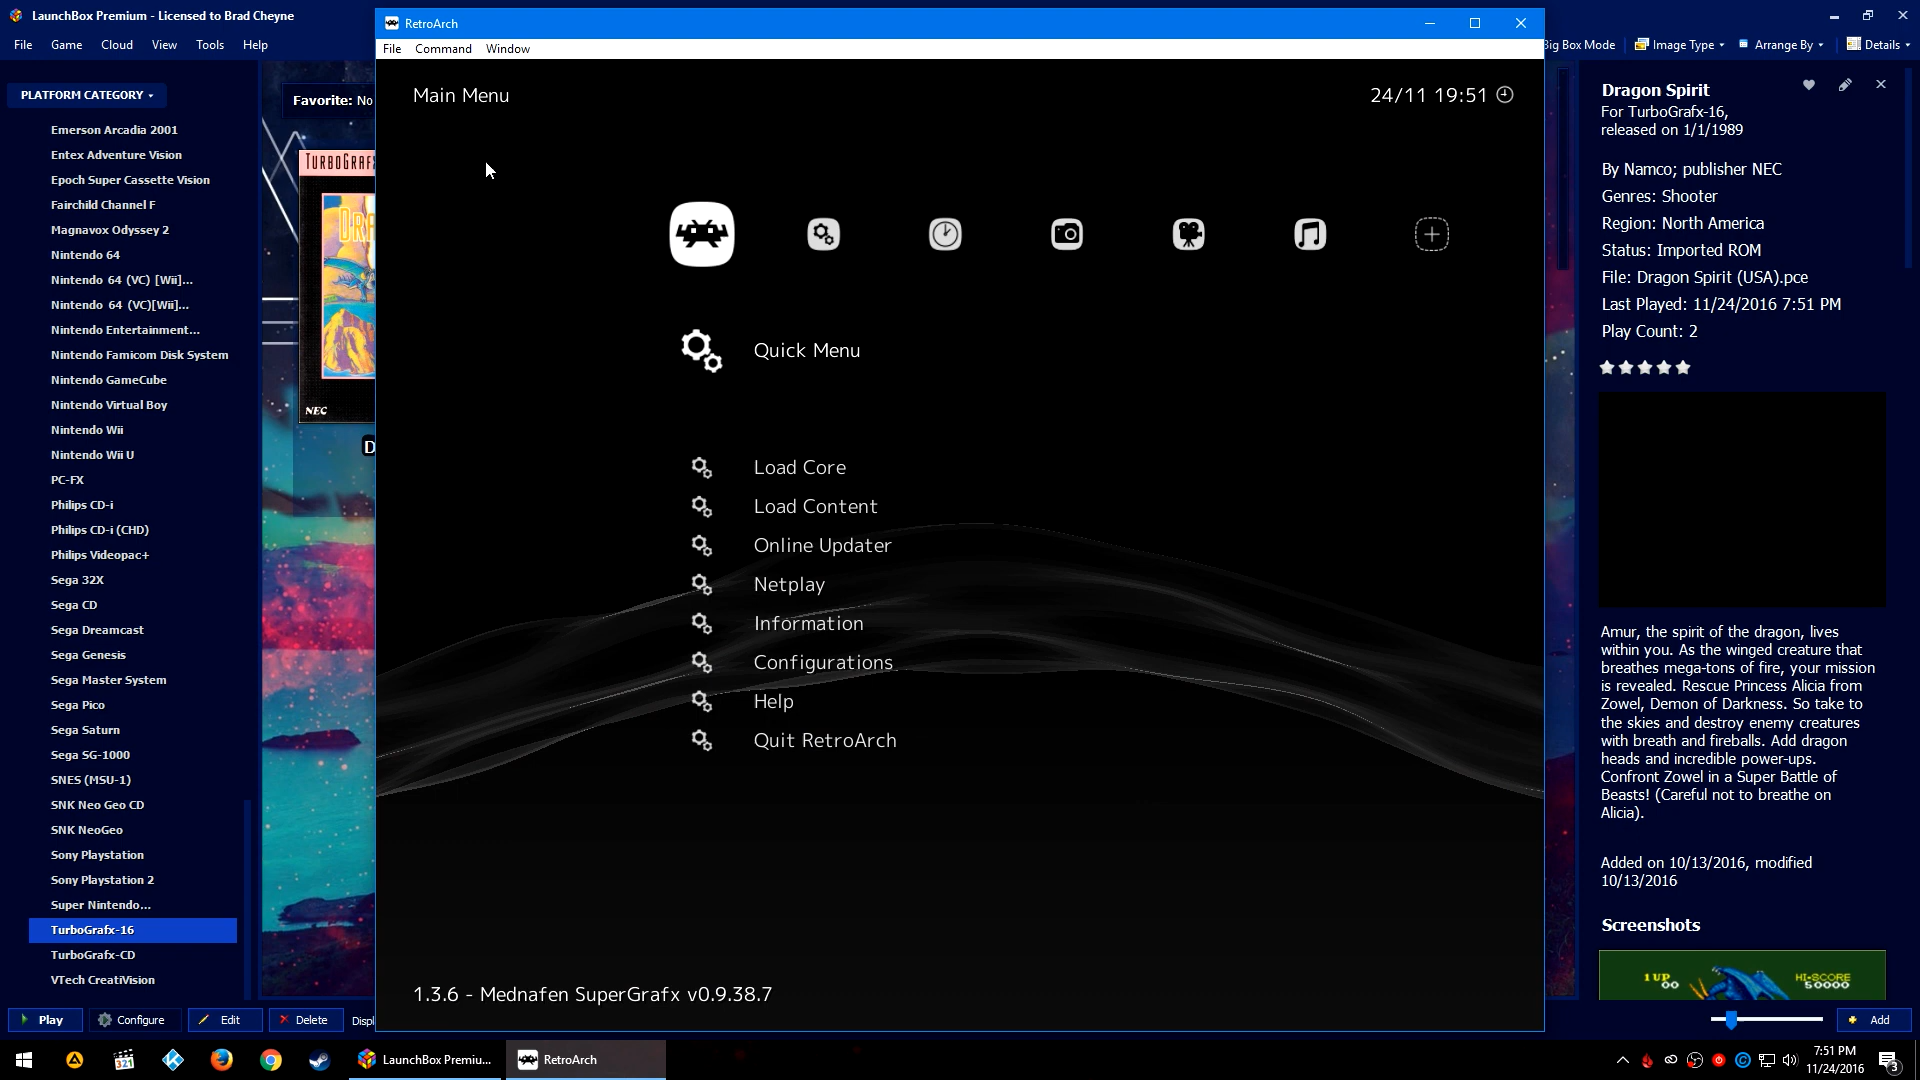 LaunchBox Premium - Licensed to Brad Cheyne
File Game Cloud View Tools Help
Big Box Mode Image Type Arrange By Details
PLATFORM CATEGORY
Emerson Arcadia 2001
Entex Adventure Vision
Epoch Super Cassette Vision
Fairchild Channel F
Magnavox Odyssey 2
Nintendo 64
Nintendo 64 (VC) [Wii]...
Nintendo 64 (VC)[Wii]...
Nintendo Entertainment...
Nintendo Famicom Disk System
Nintendo GameCube
Nintendo Virtual Boy
Nintendo Wii
Nintendo Wii U
PC-FX
Philips CD-i
Philips CD-i (CHD)
Philips Videopac+
Sega 32X
Sega CD
Sega Dreamcast
Sega Genesis
Sega Master System
Sega Pico
Sega Saturn
Sega SG-1000
SNES (MSU-1)
SNK Neo Geo CD
SNK NeoGeo
Sony Playstation
Sony Playstation 2
Super Nintendo...
TurboGrafx-16
TurboGrafx-CD
VTech CreatiVision
Favorite: No
TURBOGRAF
DRA
NEC
D
RetroArch
File Command Window
Main Menu
24/11 19:51
Quick Menu
Load Core
Load Content
Online Updater
Netplay
Information
Configurations
Help
Quit RetroArch
1.3.6 - Mednafen SuperGrafx v0.9.38.7
Dragon Spirit
For TurboGrafx-16,
released on 1/1/1989
By Namco; publisher NEC
Genres: Shooter
Region: North America
Status: Imported ROM
File: Dragon Spirit (USA).pce
Last Played: 11/24/2016 7:51 PM
Play Count: 2
Amur, the spirit of the dragon, lives
within you. As the winged creature that
breathes mega-tons of fire, your mission
is revealed. Rescue Princess Alicia from
Zowel, Demon of Darkness. So take to
the skies and destroy enemy creatures
with breath and fireballs. Add dragon
heads and incredible power-ups.
Confront Zowel in a Super Battle of
Beasts! (Careful not to breathe on
Alicia).
Added on 10/13/2016, modified
10/13/2016
Screenshots
1UP HI-SCORE
00 50000
Play Configure Edit Delete Displ
Add
321
LaunchBox Premiu...
RetroArch
7:51 PM
11/24/2016
3